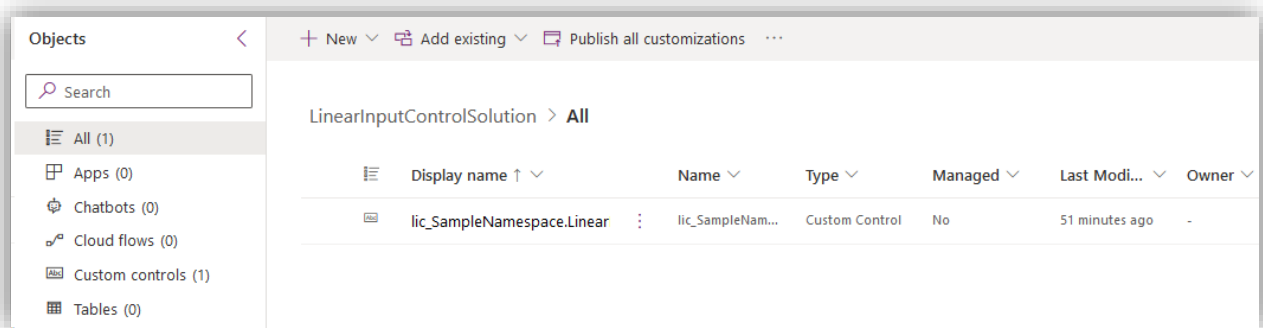 Objects
New Add existing Publish all customizations ...
Search
LinearInputControlSolution > All
All (1)
Apps (0)
Chatbots (0)
Cloud flows (0)
Abc Custom controls (1)
Tables (0)
Display name ↑ Name Type Managed Last Modi... Owner
Abc lic_SampleNamespace.Linear lic_SampleNam... Custom Control No 51 minutes ago -